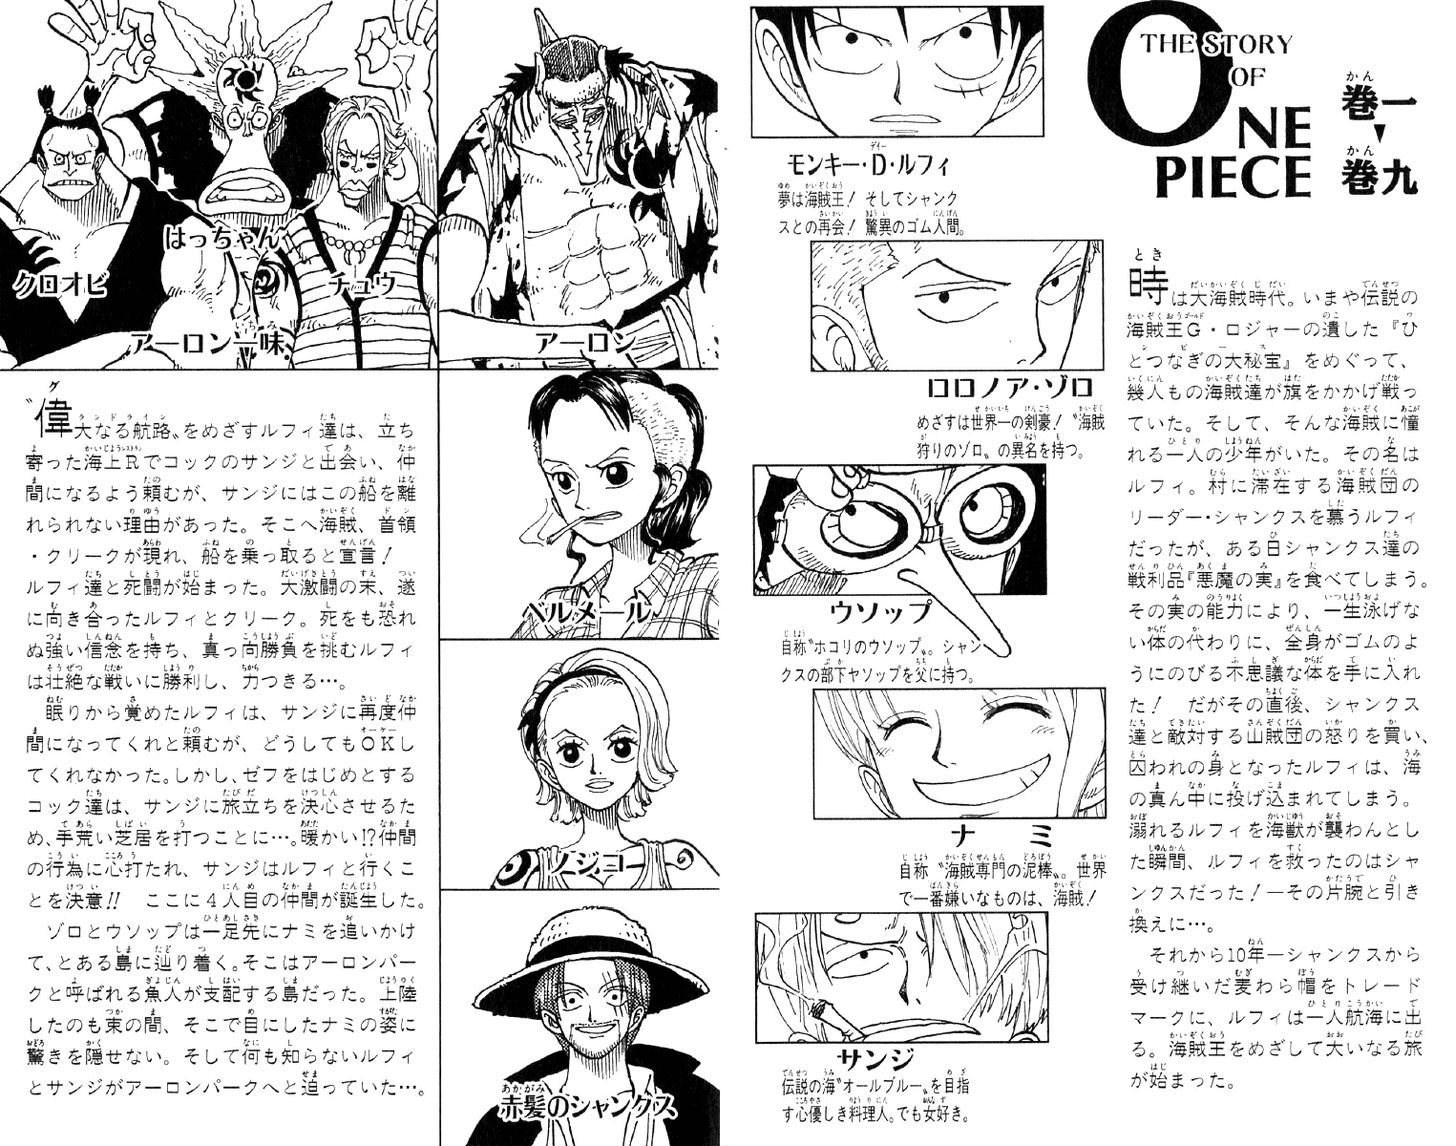 THE STORY
OF
ONE
PIECE
巻一
巻九
時は大海賊時代。いまや伝説の
海賊王G・ロジャーの遺した『ひ
とつなぎの大秘宝』をめぐって、
幾人もの海賊達が旗をかかげ戦っ
ていた。そして、そんな海賊に憧
れる一人の少年がいた。その名は
ルフィ。村に滞在する海賊団の
リーダー・シャンクスを慕うルフィ
だったが、ある日シャンクス達の
戦利品『悪魔の実』を食べてしまう。
その実の能力により、一生泳げな
い体の代わりに、全身がゴムのよ
うにのびる不思議な体を手に入れ
た！　だがその直後、シャンクス
達と敵対する山賊団の怒りを買い、
囚われの身となったルフィは、海
の真ん中に投げ込まれてしまう。
溺れるルフィを海獣が襲わんとし
た瞬間、ルフィを救ったのはシャ
ンクスだった！―その片腕と引き
換えに…。
それから10年―シャンクスから
受け継いだ麦わら帽をトレード
マークに、ルフィは一人航海に出
る。海賊王をめざして大いなる旅
が始まった。
モンキー・D・ルフィ
夢は海賊王！ そしてシャンク
スとの再会！ 驚異のゴム人間。
ロロノア・ゾロ
めざすは世界一の剣豪！〝海賊
狩りのゾロ〟の異名を持つ。
ウソップ
自称〝ホコリのウソップ〟。シャン
クスの部下ヤソップを父に持つ。
ナミ
自称〝海賊専門の泥棒〟。世界
で一番嫌いなものは、海賊！
サンジ
伝説の海〝オールブルー〟を目指
す心優しき料理人。でも女好き。
アーロン
はっちゃん
クロオビ
チュウ
アーロン一味
ベルメール
ノジコ
赤髪のシャンクス
〝偉大なる航路〟をめざすルフィ達は、立ち
寄った海上Rでコックのサンジと出会い、仲
間になるよう頼むが、サンジにはこの船を離
れられない理由があった。そこへ海賊、首領
・クリークが現れ、船を乗っ取ると宣言！
ルフィ達と死闘が始まった。大激闘の末、遂
に向き合ったルフィとクリーク。死をも恐れ
ぬ強い信念を持ち、真っ向勝負を挑むルフィ
は壮絶な戦いに勝利し、力つきる…。
眠りから覚めたルフィは、サンジに再度仲
間になってくれと頼むが、どうしてもOKし
てくれなかった。しかし、ゼフをはじめとする
コック達は、サンジに旅立ちを決心させるた
め、手荒い芝居を打つことに…。暖かい!?仲間
の行為に心打たれ、サンジはルフィと行くこ
とを決意!!　ここに4人目の仲間が誕生した。
ゾロとウソップは一足先にナミを追いかけ
て、とある島に辿り着く。そこはアーロンパー
クと呼ばれる魚人が支配する島だった。上陸
したのも束の間、そこで目にしたナミの姿に
驚きを隠せない。そして何も知らないルフィ
とサンジがアーロンパークへと迫っていた…。